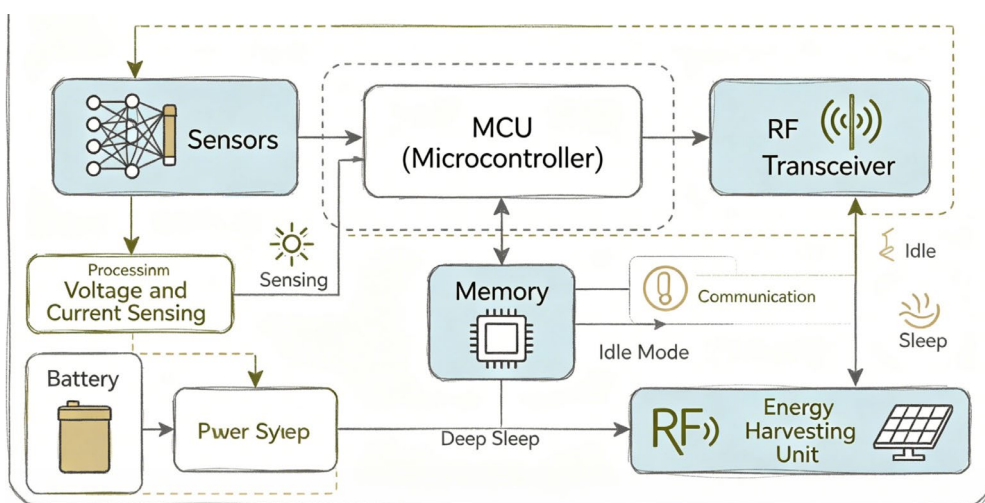 Sensors
MCU
(Microcontroller)
RF
Transceiver
Processinm
Voltage and
Current Sensing
Sensing
Memory
Communication
Idle
Sleep
Idle Mode
Battery
Pwer Syıep
Deep Sleep
RF
Energy
Harvesting
Unit